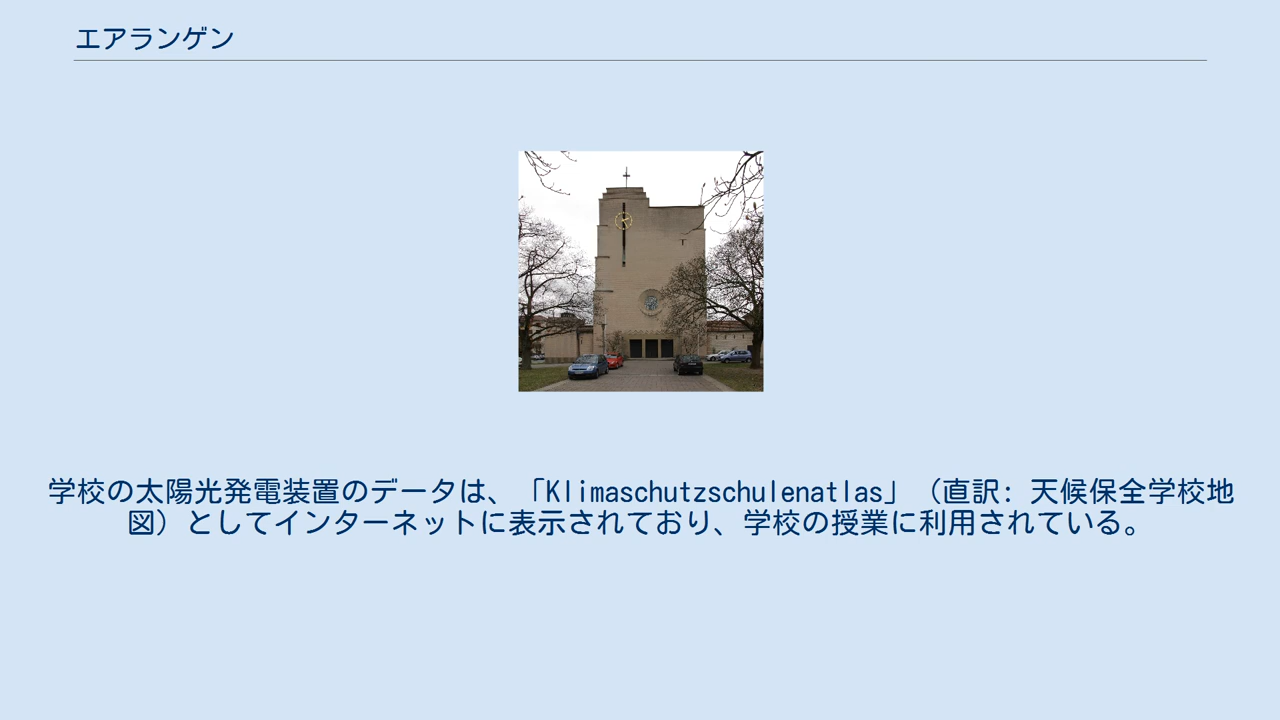 エアランゲン
学校の太陽光発電装置のデータは、「Klimaschutzschulenatlas」（直訳: 天候保全学校地
図）としてインターネットに表示されており、学校の授業に利用されている。